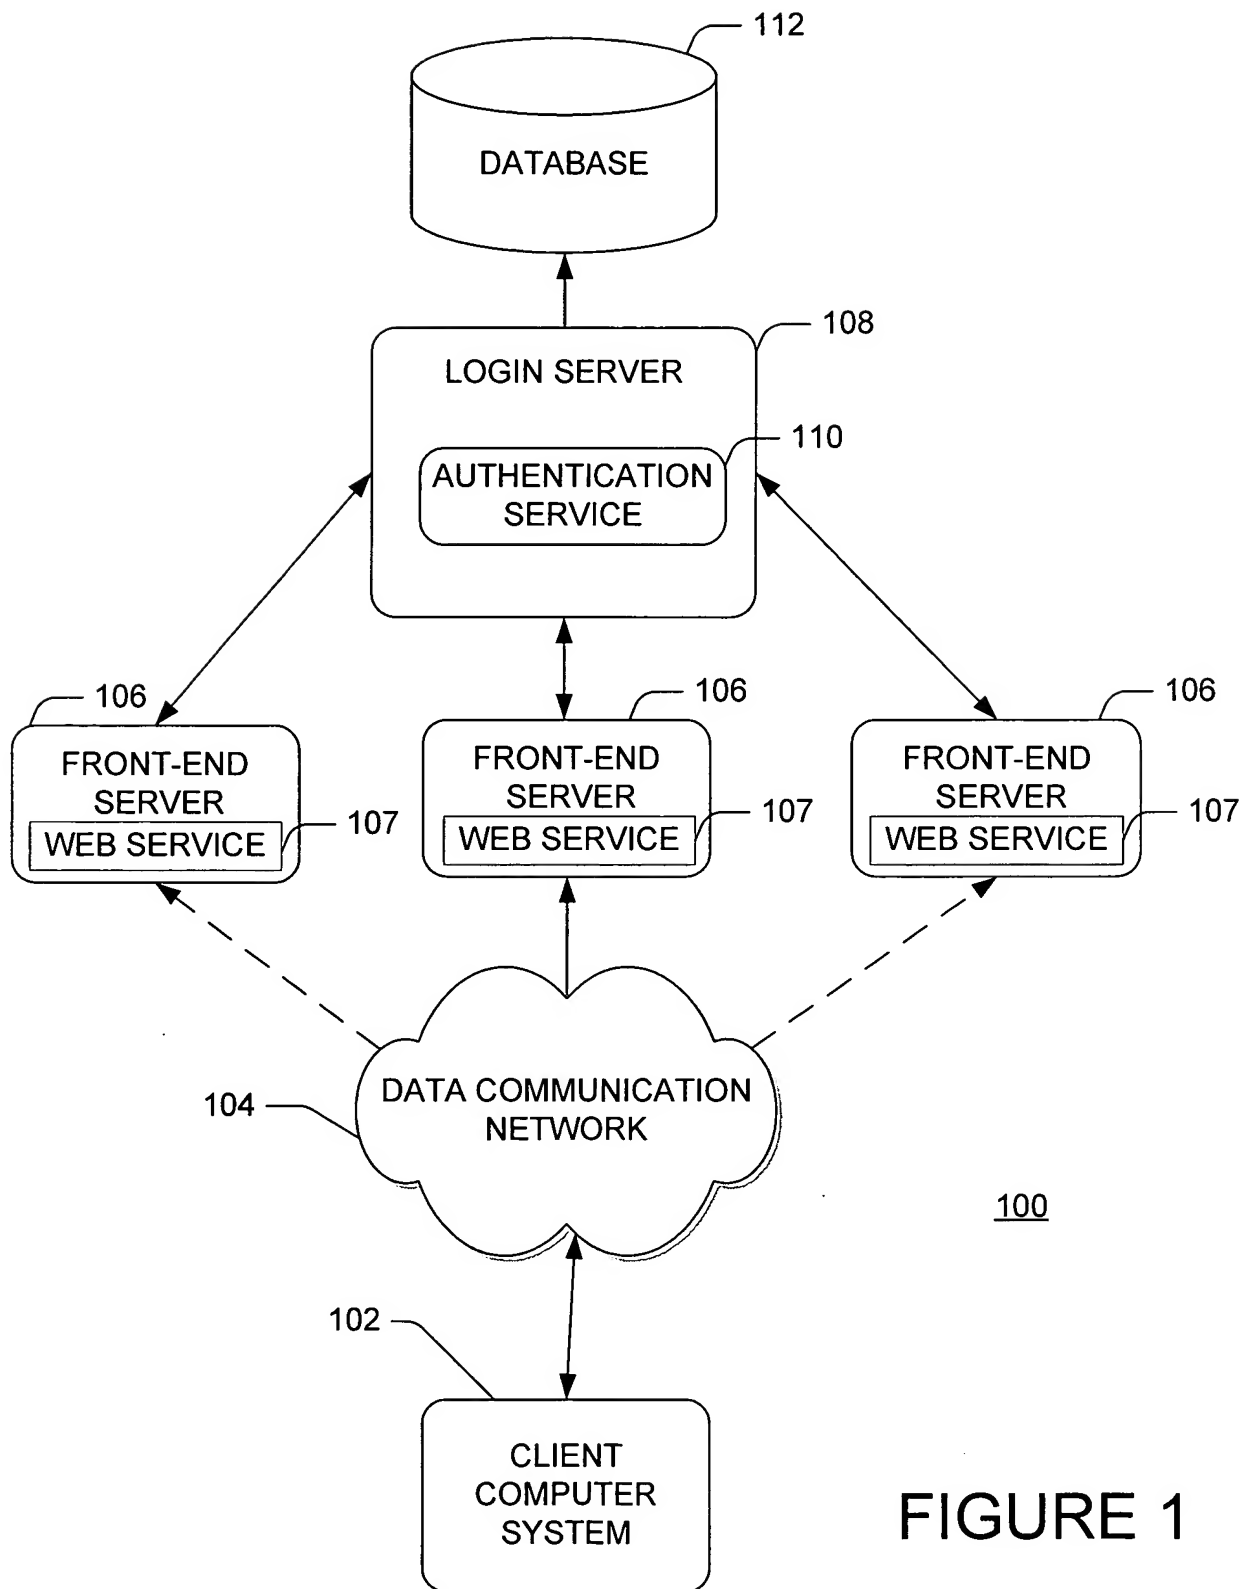 112
DATABASE
108
LOGIN SERVER
110
AUTHENTICATION
SERVICE
106
FRONT-END
SERVER
107
WEB SERVICE
106
FRONT-END
SERVER
107
WEB SERVICE
106
FRONT-END
SERVER
107
WEB SERVICE
DATA COMMUNICATION
NETWORK
104
100
102
CLIENT
COMPUTER
SYSTEM
FIGURE 1